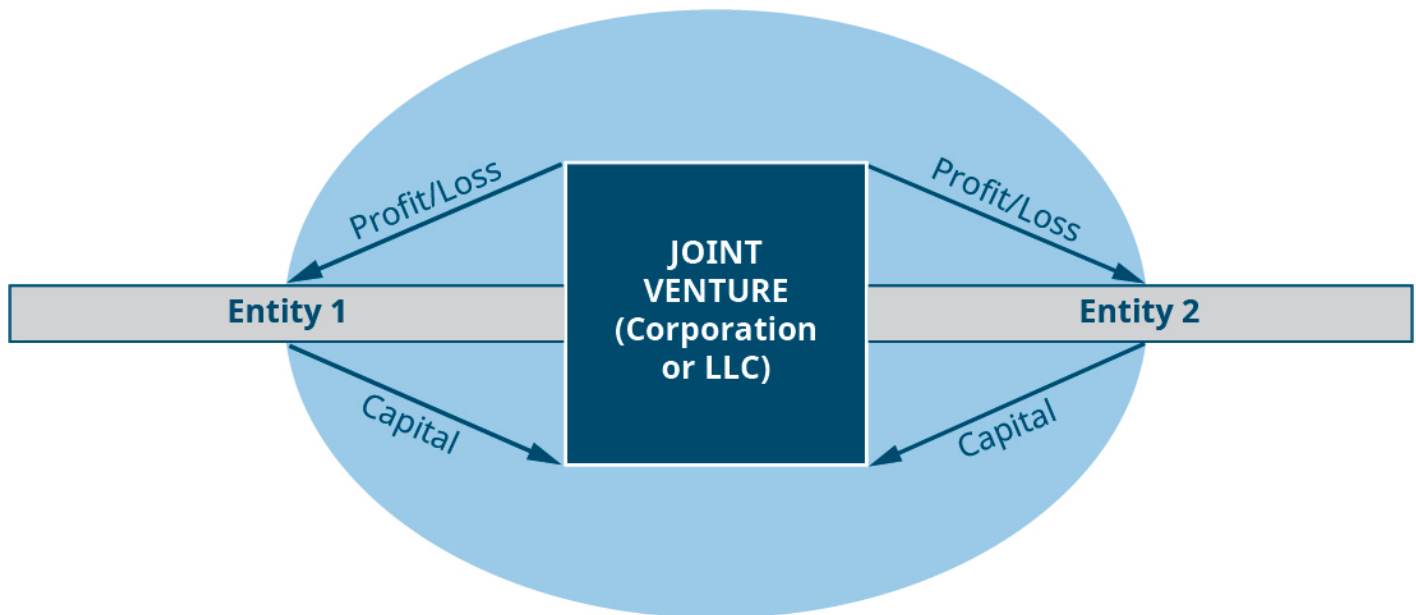 Profit/Loss
Profit/Loss
JOINT
VENTURE
(Corporation
or LLC)
Entity 1
Entity 2
Capital
Capital